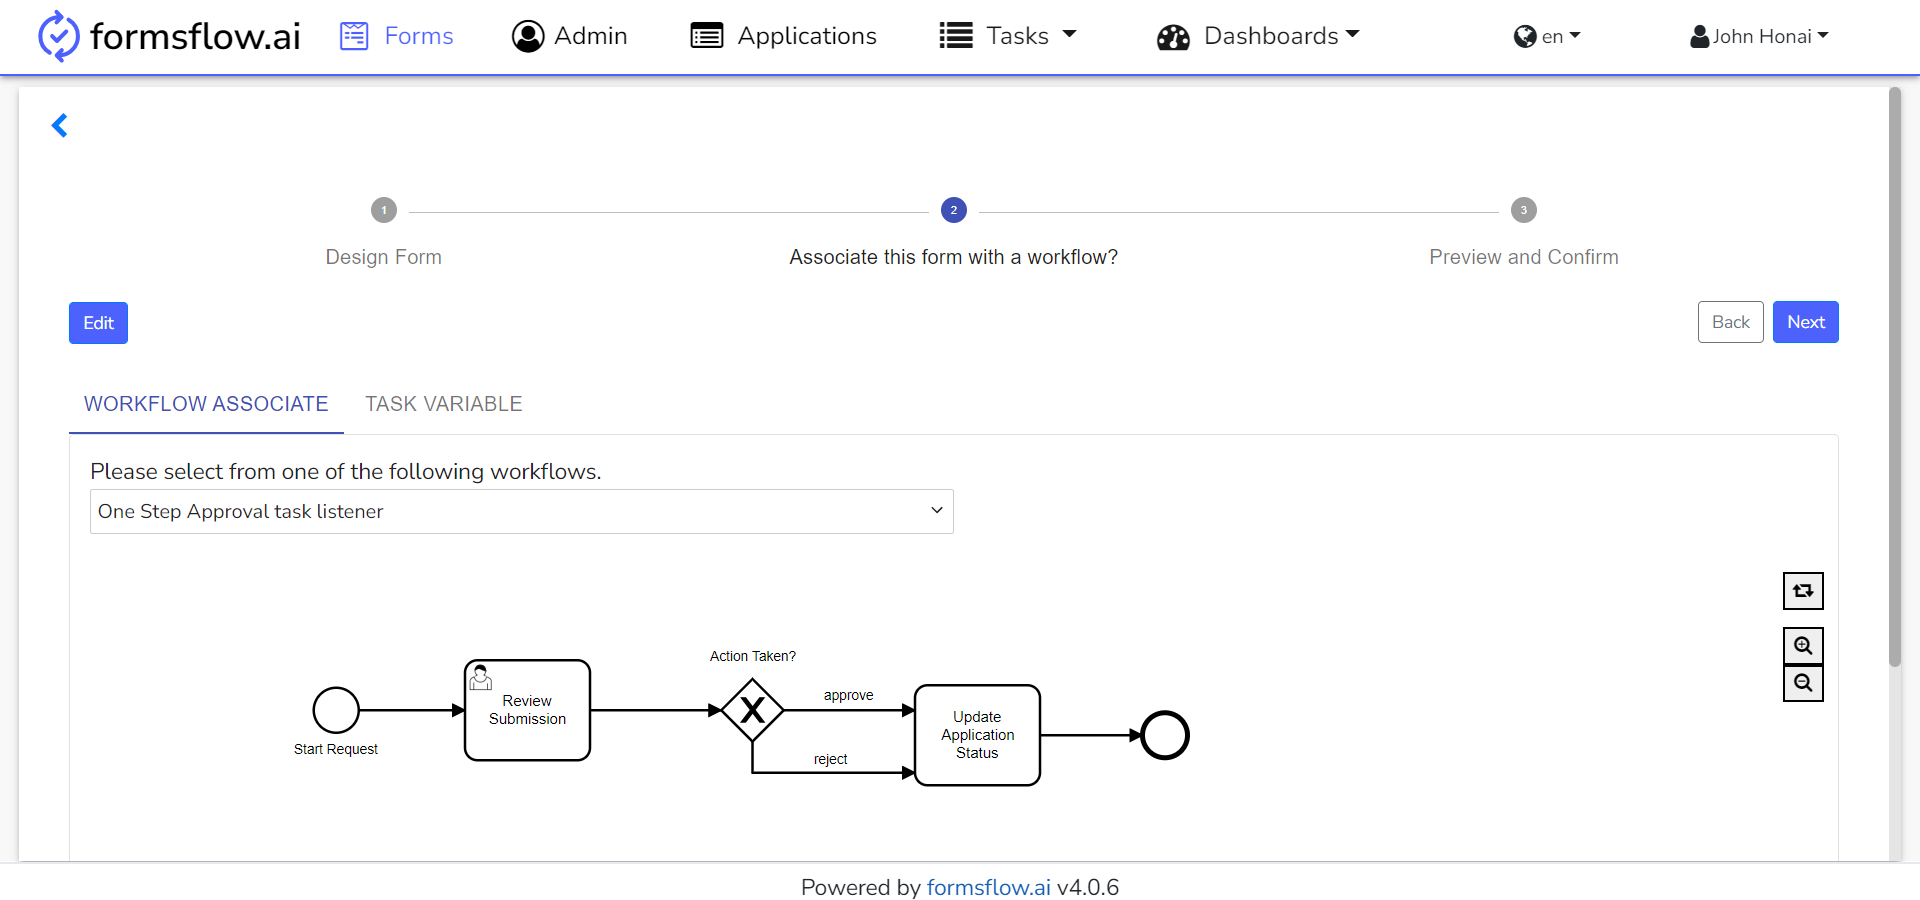 formsflow.ai
Forms
Admin
Applications
Tasks
Dashboards
en
John Honai
1
2
3
Design Form
Associate this form with a workflow?
Preview and Confirm
Edit
Back
Next
WORKFLOW ASSOCIATE
TASK VARIABLE
Please select from one of the following workflows.
One Step Approval task listener
Start Request
Review
Submission
Action Taken?
approve
reject
Update
Application
Status
Powered by formsflow.ai v4.0.6